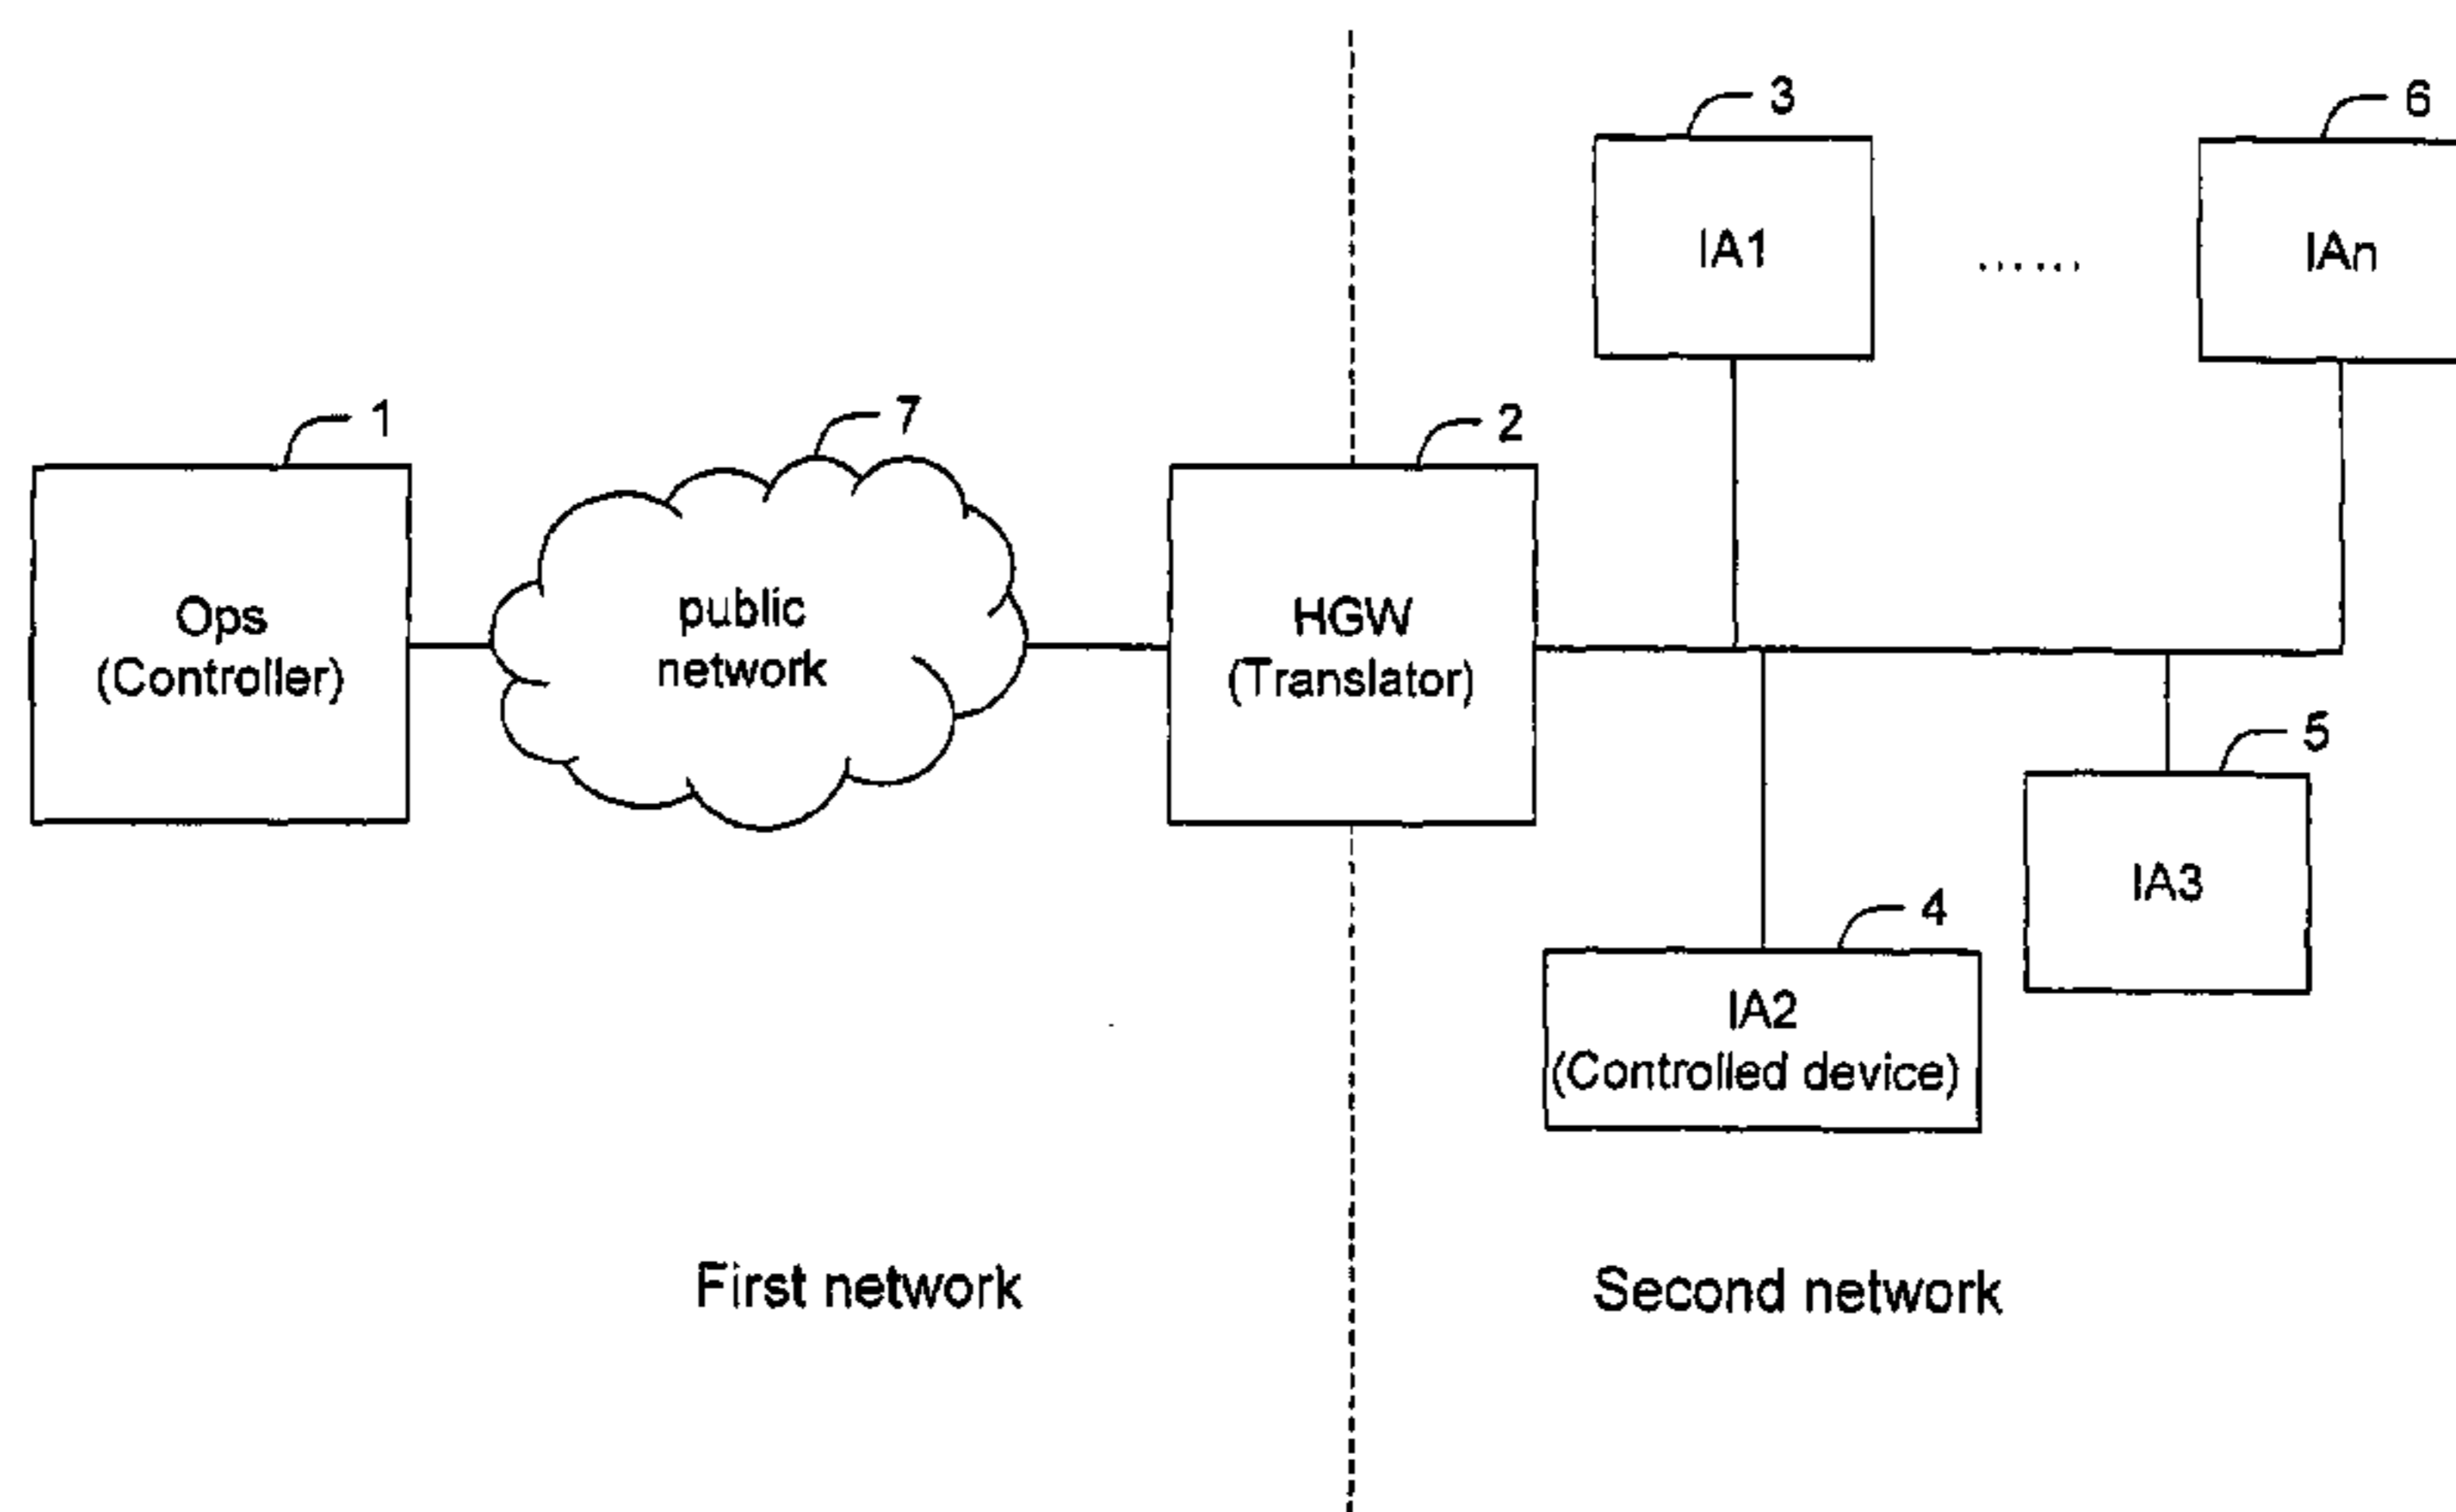 3
6
IA1
......
IAn
1
7
2
Ops
(Controller)
public
network
HGW
(Translator)
5
IA3
4
IA2
(Controlled device)
First network
Second network